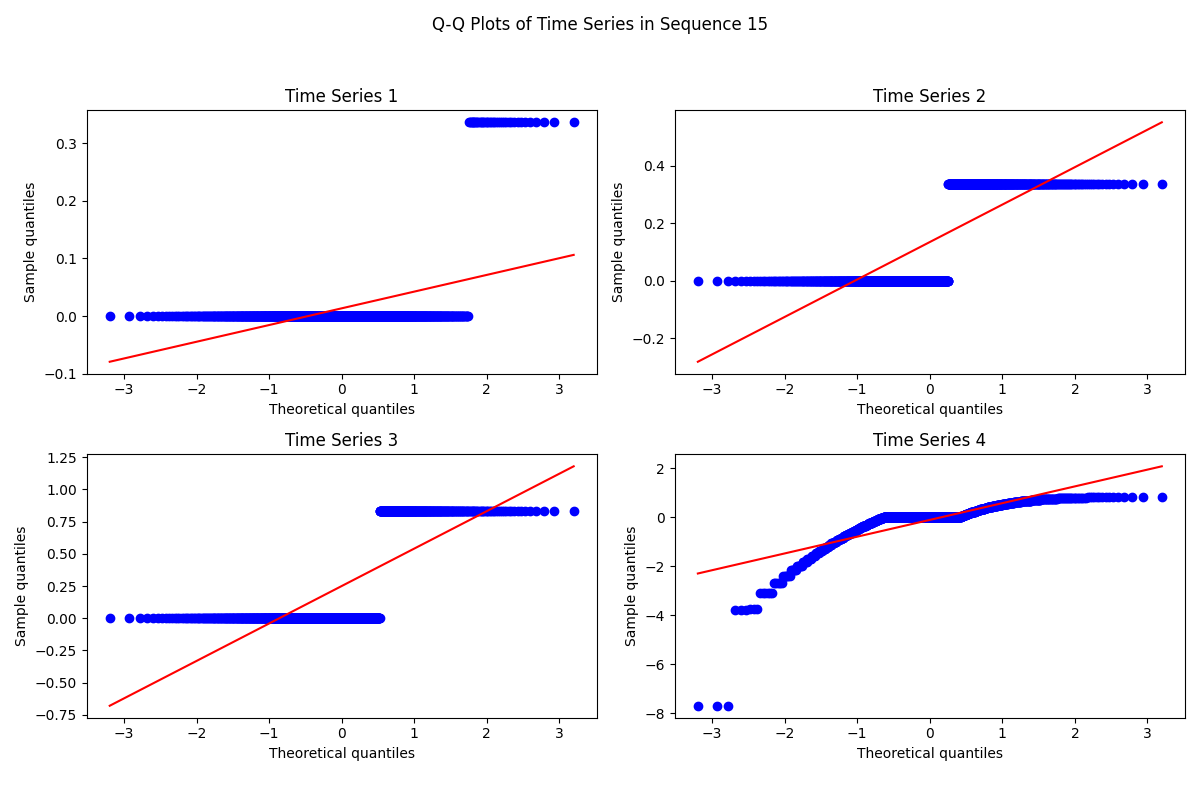 Q-Q Plots of Time Series in Sequence 15
Time Series 1
Sample quantiles
0.3
0.2
0.1
0.0
−0.1
−3 −2 −1 0 1 2 3
Theoretical quantiles
Time Series 2
Sample quantiles
0.4
0.2
0.0
−0.2
−3 −2 −1 0 1 2 3
Theoretical quantiles
Time Series 3
Sample quantiles
1.25
1.00
0.75
0.50
0.25
0.00
−0.25
−0.50
−0.75
−3 −2 −1 0 1 2 3
Theoretical quantiles
Time Series 4
Sample quantiles
2
0
−2
−4
−6
−8
−3 −2 −1 0 1 2 3
Theoretical quantiles